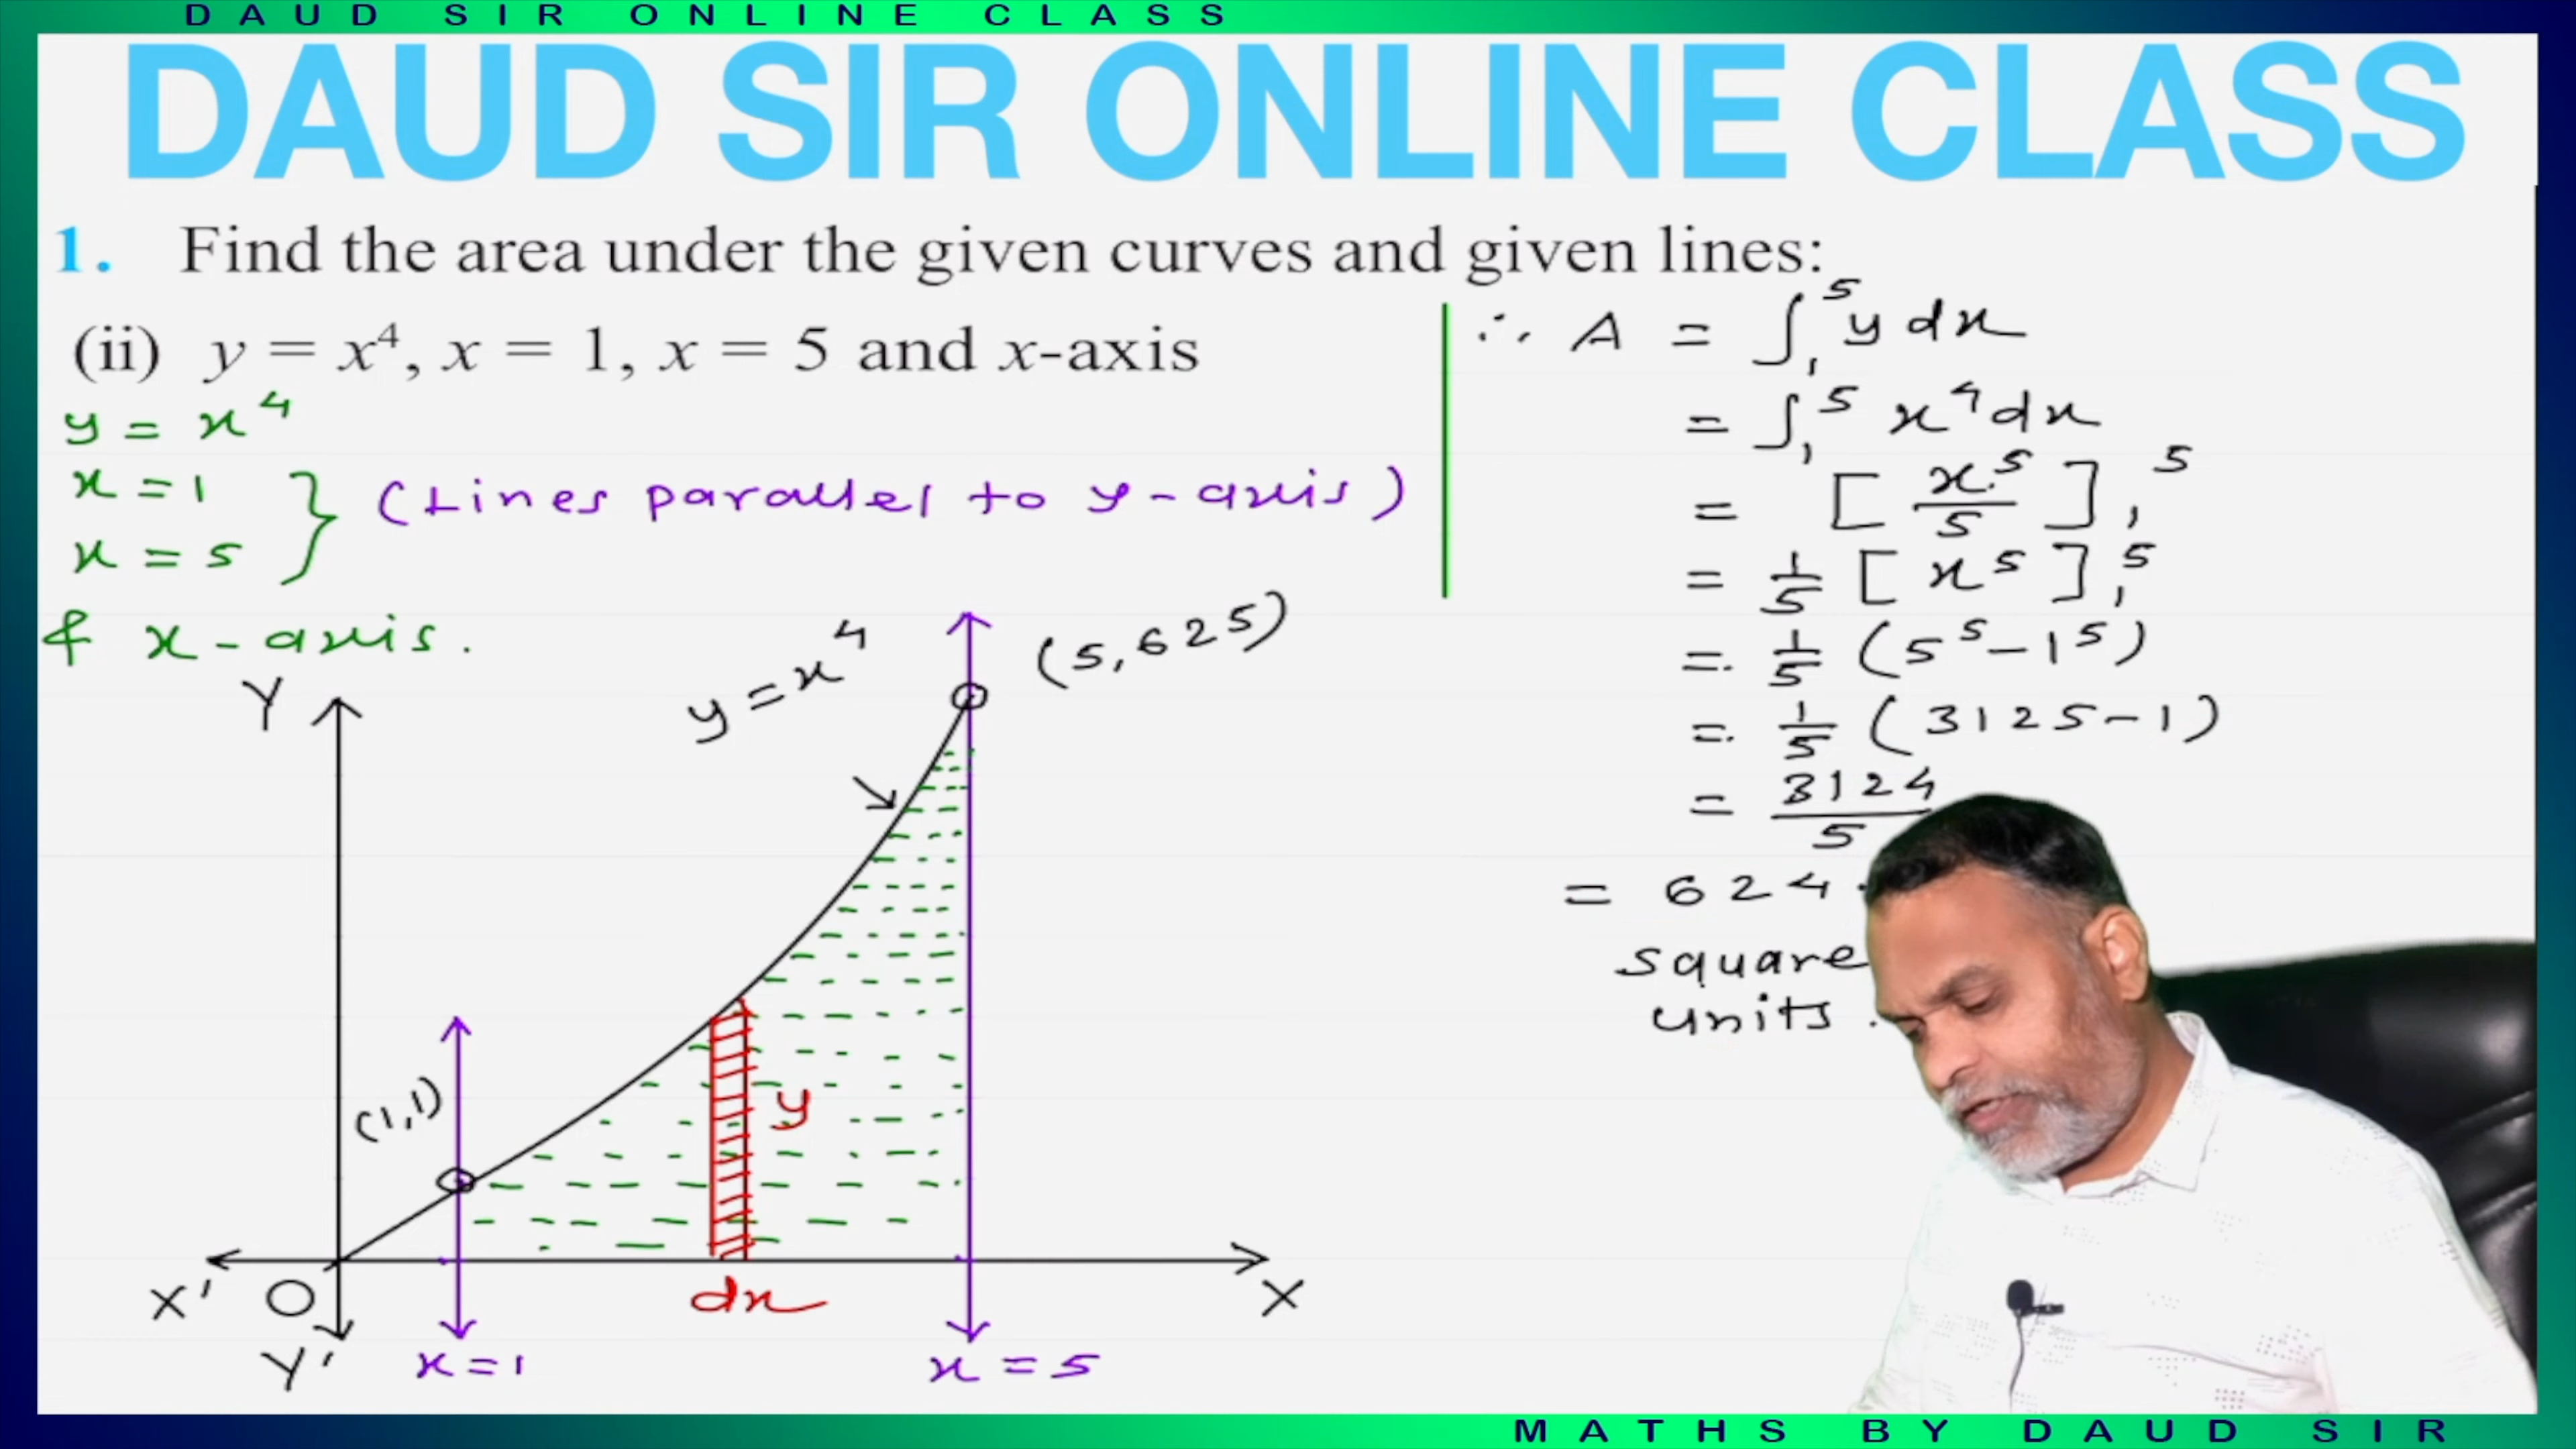 DAUD SIR ONLINE CLASS
DAUD SIR ONLINE CLASS
1. Find the area under the given curves and given lines:
(ii) y = x⁴, x = 1, x = 5 and x-axis
y = x⁴
x = 1
x = 5
} (Lines parallel to y-axis)
& x-axis.
Y
y = x⁴
(5, 625)
(1,1)
y
X'
O
dx
X
Y'
x = 1
x = 5
∴ A = ∫₁⁵ y dx
= ∫₁⁵ x⁴ dx
= [x⁵/5]₁⁵
= 1/5 [x⁵]₁⁵
= 1/5 (5⁵ - 1⁵)
= 1/5 (3125 - 1)
= 3124/5
= 624.
square
units.
MATHS BY DAUD SIR